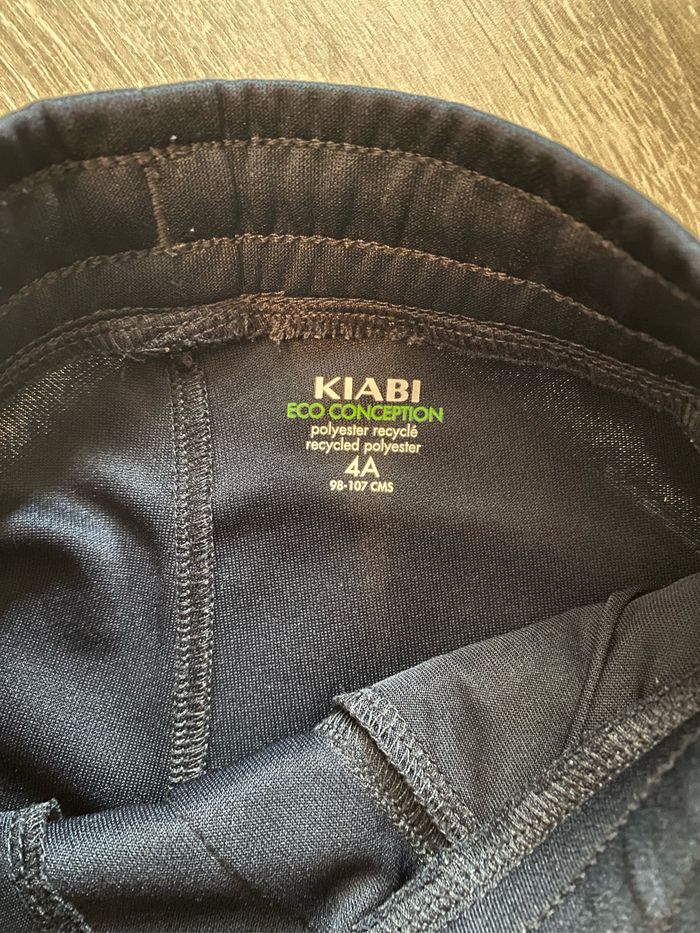 KIABI
ECO CONCEPTION
polyester recyclé
recycled polyester
4A
98-107 CMS